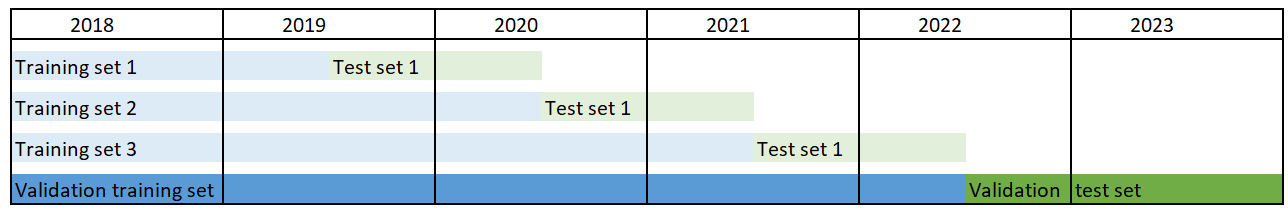 2018 2019 2020 2021 2022 2023
Training set 1 Test set 1
Training set 2 Test set 1
Training set 3 Test set 1
Validation training set Validation test set